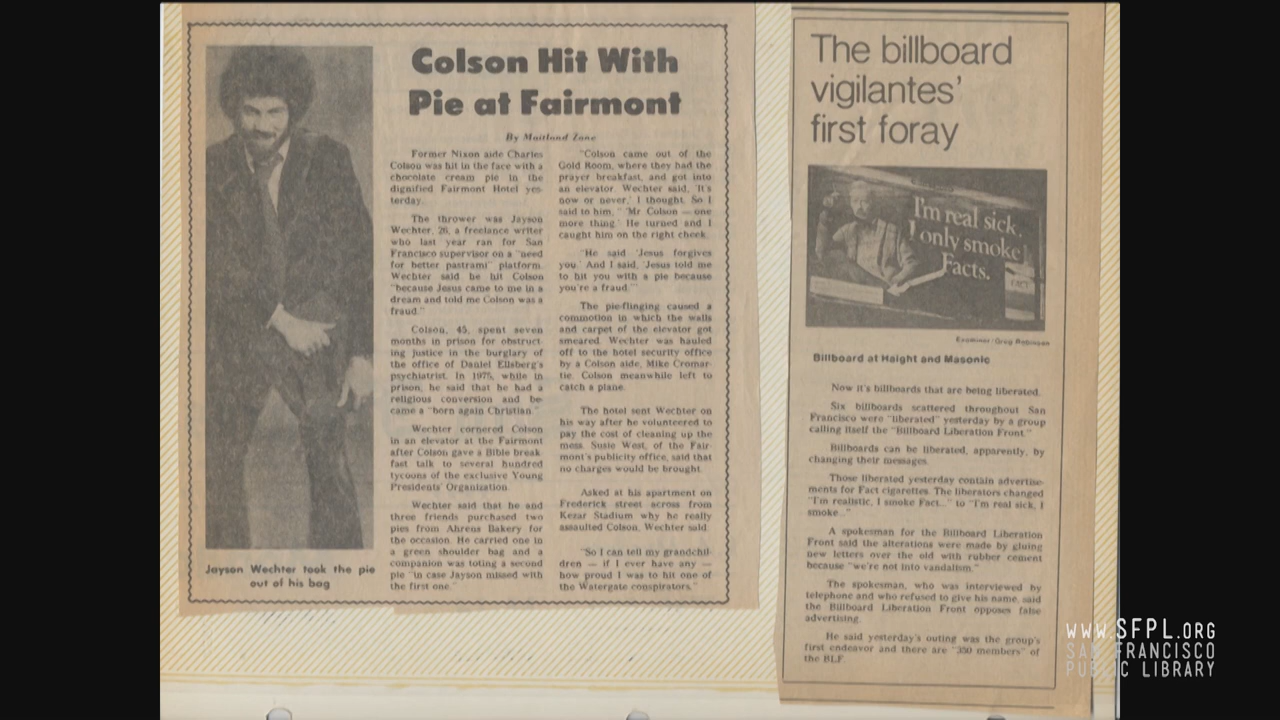 Colson Hit With
Pie at Fairmont
By Maitland Zane
Former Nixon aide Charles
Colson was hit in the face with a
chocolate cream pie in the
dignified Fairmont Hotel yes-
terday.
The thrower was Jayson
Wechter, 26, a freelance writer
who last year ran for San
Francisco supervisor on a "need
for better pastrami" platform.
Wechter said he hit Colson
"because Jesus came to me in a
dream and told me Colson was a
fraud."
Colson, 45, spent seven
months in prison for obstruct-
ing justice in the burglary of
the office of Daniel Ellsberg's
psychiatrist. In 1975, while in
prison, he said that he had a
religious conversion and be-
came a "born again Christian."
Wechter cornered Colson
in an elevator at the Fairmont
after Colson gave a Bible break-
fast talk to several hundred
tycoons of the exclusive Young
Presidents' Organization.
Wechter said that he and
three friends purchased two
pies from Ahrens Bakery for
the occasion. He carried one in
a green shoulder bag and a
companion was toting a second
pie "in case Jayson missed with
the first one."
"Colson came out of the
Gold Room, where they had the
prayer breakfast, and got into
an elevator. Wechter said, 'It's
now or never,' I thought. So I
said to him, " 'Mr Colson — one
more thing.' He turned and I
caught him on the right cheek.
"He said 'Jesus forgives
you.' And I said, 'Jesus told me
to hit you with a pie because
you're a fraud.'"
The pie-flinging caused a
commotion in which the walls
and carpet of the elevator got
smeared. Wechter was hauled
off to the hotel security office
by a Colson aide, Mike Cromar-
tie. Colson meanwhile left to
catch a plane.
The hotel sent Wechter on
his way after he volunteered to
pay the cost of cleaning up the
mess. Susie West, of the Fair-
mont's publicity office, said that
no charges would be brought.
Asked at his apartment on
Frederick street across from
Kezar Stadium why he really
assaulted Colson, Wechter said:
"So I can tell my grandchil-
dren — if I ever have any —
how proud I was to hit one of
the Watergate conspirators."
Jayson Wechter took the pie
out of his bag
The billboard
vigilantes'
first foray
I'm real sick.
I only smoke
Facts.
FACT
Examiner/Greg Robinson
Billboard at Haight and Masonic
Now it's billboards that are being liberated.
Six billboards scattered throughout San
Francisco were "liberated" yesterday by a group
calling itself the "Billboard Liberation Front."
Billboards can be liberated, apparently, by
changing their messages.
Those liberated yesterday contain advertise-
ments for Fact cigarettes. The liberators changed
"I'm realistic, I smoke Fact..." to "I'm real sick, I
smoke..."
A spokesman for the Billboard Liberation
Front said the alterations were made by gluing
new letters over the old with rubber cement
because "we're not into vandalism."
The spokesman, who was interviewed by
telephone and who refused to give his name, said
the Billboard Liberation Front opposes false
advertising.
He said yesterday's outing was the group's
first endeavor and there are "350 members" of
the BLF.
WWW.SFPL.ORG
SAN FRANCISCO
PUBLIC LIBRARY